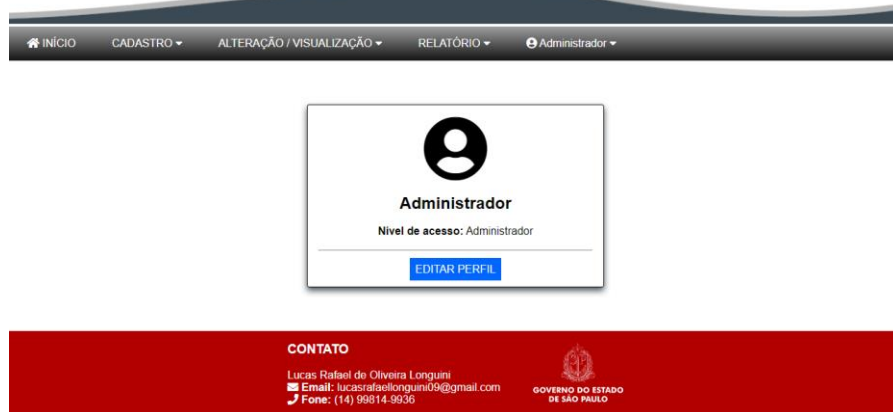 INÍCIO CADASTRO ALTERAÇÃO / VISUALIZAÇÃO RELATÓRIO Administrador
Administrador
Nivel de acesso: Administrador
EDITAR PERFIL
CONTATO
Lucas Rafael de Oliveira Longuini
Email: lucasrafaellonguini09@gmail.com
Fone: (14) 99814-9936
GOVERNO DO ESTADO
DE SÃO PAULO